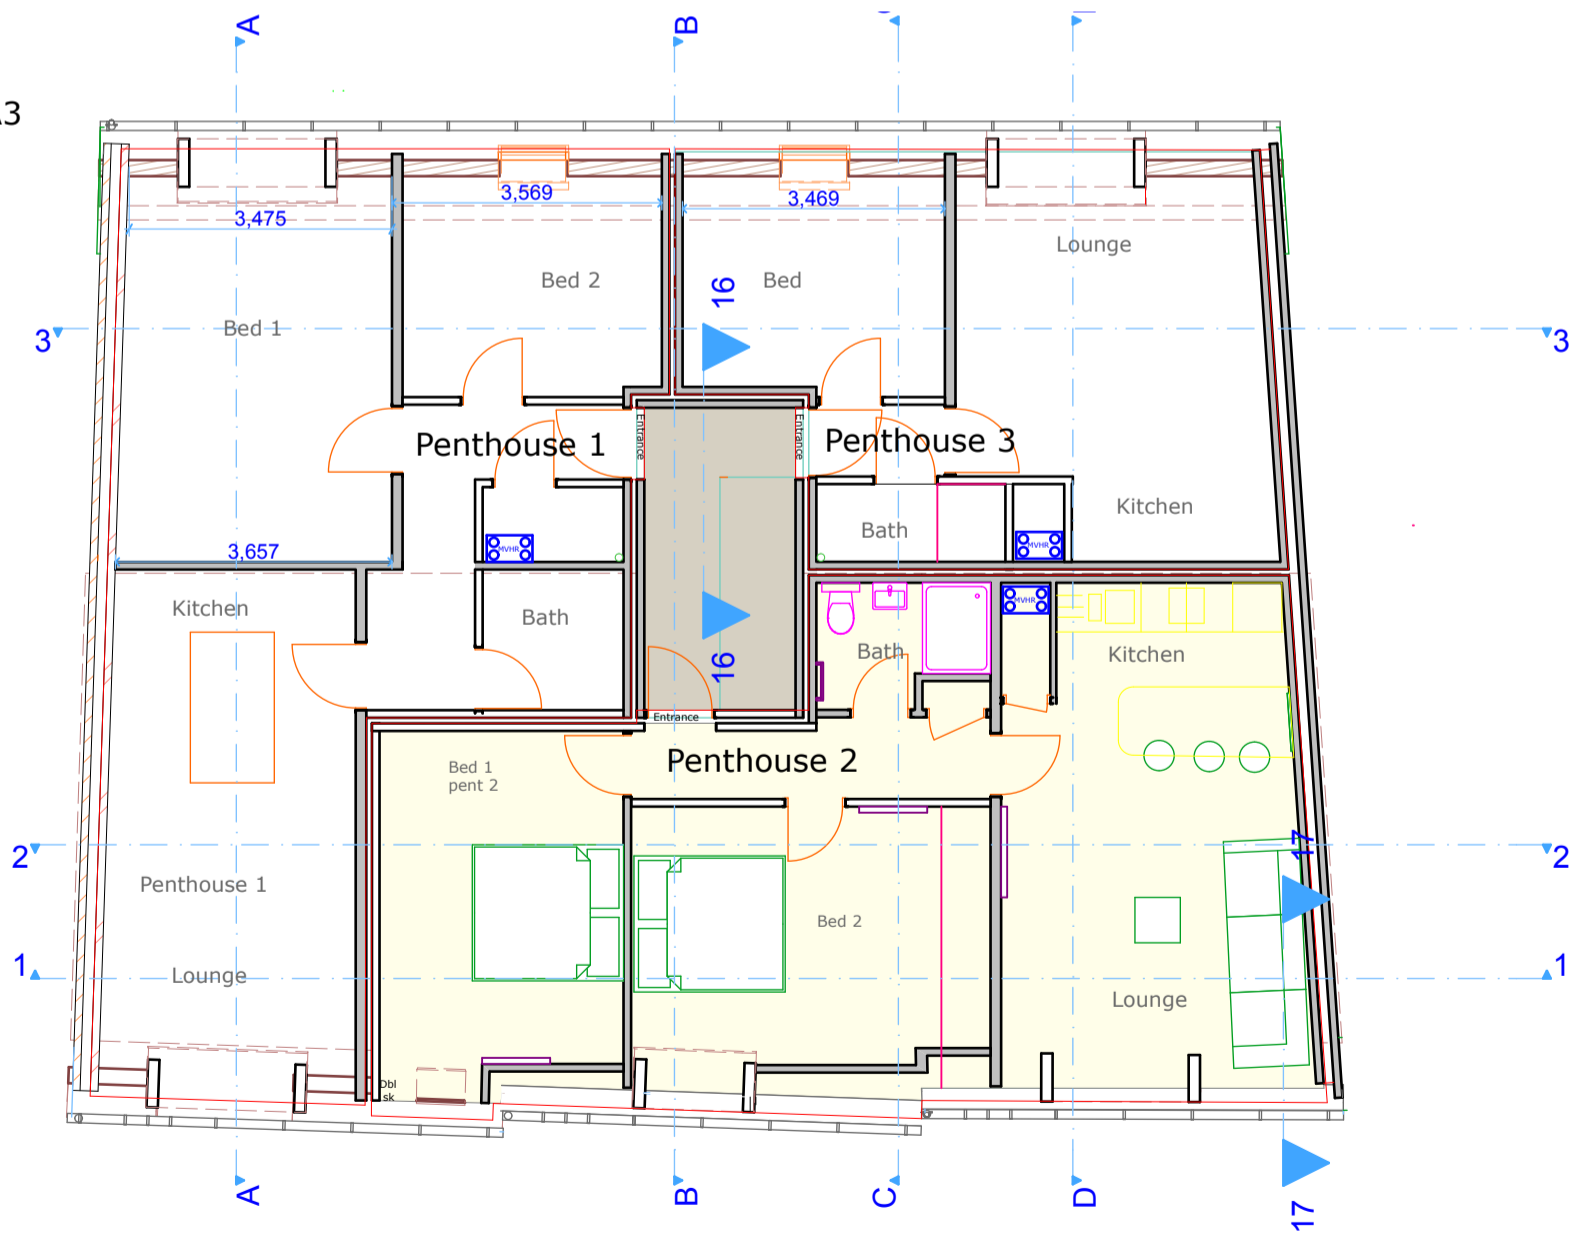 A
B
D
A3
3,475
3,569
3,469
Lounge
Bed 2
Bed
16
Bed 1
3
3
Entrance
Entrance
Penthouse 1
Penthouse 3
Kitchen
Bath
MVHR
MVHR
3,657
MVHR
Kitchen
Bath
Bath
Kitchen
16
Entrance
Penthouse 2
Bed 1
pent 2
17
2
2
Penthouse 1
Bed 2
1
1
Lounge
Lounge
Dbl
sk
A
B
C
D
17